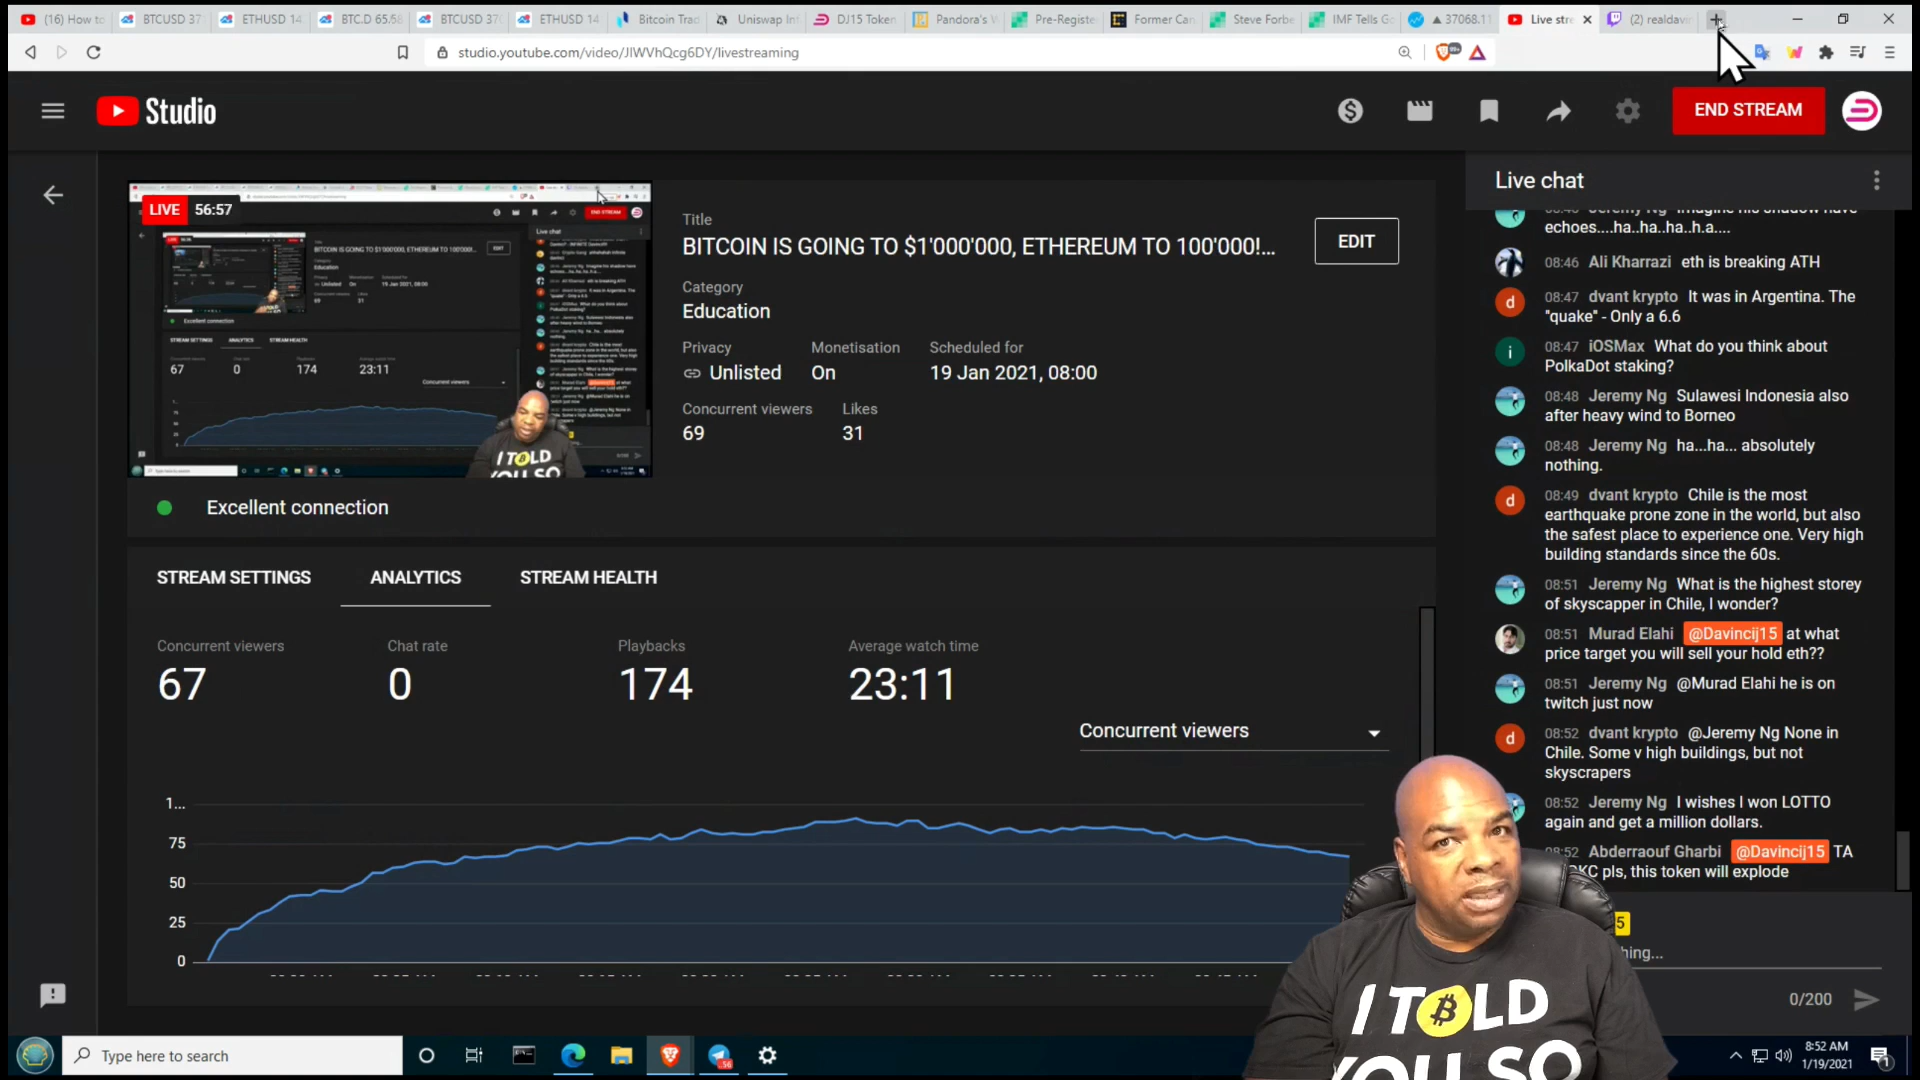 (16) How to
BTCUSD 37
ETHUSD 14
BTC.D 65.58
BTCUSD 37
ETHUSD 14
Bitcoin Trad
Uniswap Inf
DJ15 Token
Pandora's
Pre-Registe
Former Can
Steve Forbe
IMF Tells Go
▲ 37068.11
Live stre
(2) realdavin
studio.youtube.com/video/JlWVhQcg6DY/livestreaming
Studio
END STREAM
LIVE 56:57
Title
BITCOIN IS GOING TO $1'000'000, ETHEREUM TO 100'000!...
EDIT
Category
Education
Privacy
Unlisted
Monetisation
On
Scheduled for
19 Jan 2021, 08:00
Concurrent viewers
69
Likes
31
Excellent connection
STREAM SETTINGS
ANALYTICS
STREAM HEALTH
Concurrent viewers
67
Chat rate
0
Playbacks
174
Average watch time
23:11
Concurrent viewers
1...
75
50
25
0
Live chat
echoes....ha..ha..ha..h.a....
08:46 Ali Kharrazi eth is breaking ATH
08:47 dvant krypto It was in Argentina. The
"quake" - Only a 6.6
08:47 iOSMax What do you think about
PolkaDot staking?
08:48 Jeremy Ng Sulawesi Indonesia also
after heavy wind to Borneo
08:48 Jeremy Ng ha...ha... absolutely
nothing.
08:49 dvant krypto Chile is the most
earthquake prone zone in the world, but also
the safest place to experience one. Very high
building standards since the 60s.
08:51 Jeremy Ng What is the highest storey
of skyscapper in Chile, I wonder?
08:51 Murad Elahi @Davincij15 at what
price target you will sell your hold eth??
08:51 Jeremy Ng @Murad Elahi he is on
twitch just now
08:52 dvant krypto @Jeremy Ng None in
Chile. Some v high buildings, but not
skyscrapers
08:52 Jeremy Ng I wishes I won LOTTO
again and get a million dollars.
:52 Abderraouf Gharbi @Davincij15 TA
KC pls, this token will explode
5
hing...
0/200
I TOLD
YOU SO
Type here to search
8:52 AM
1/19/2021